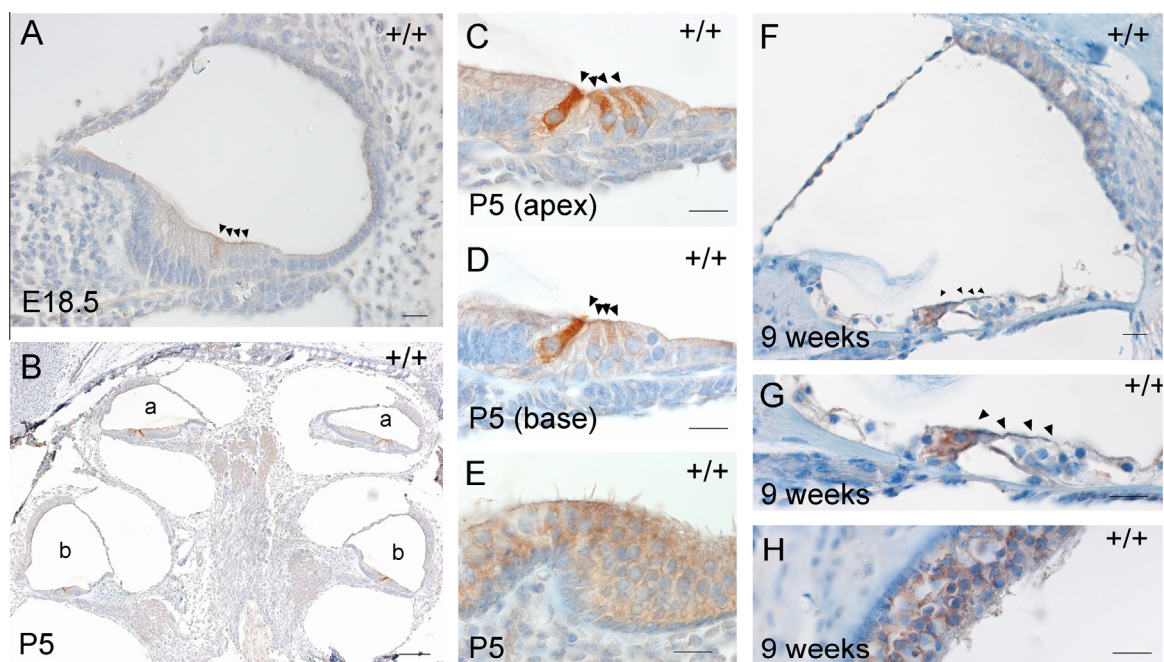 A
+/+
E18.5
B
+/+
a
a
b
b
P5
C
+/+
P5 (apex)
D
+/+
P5 (base)
E
+/+
P5
F
+/+
9 weeks
G
+/+
9 weeks
H
+/+
9 weeks